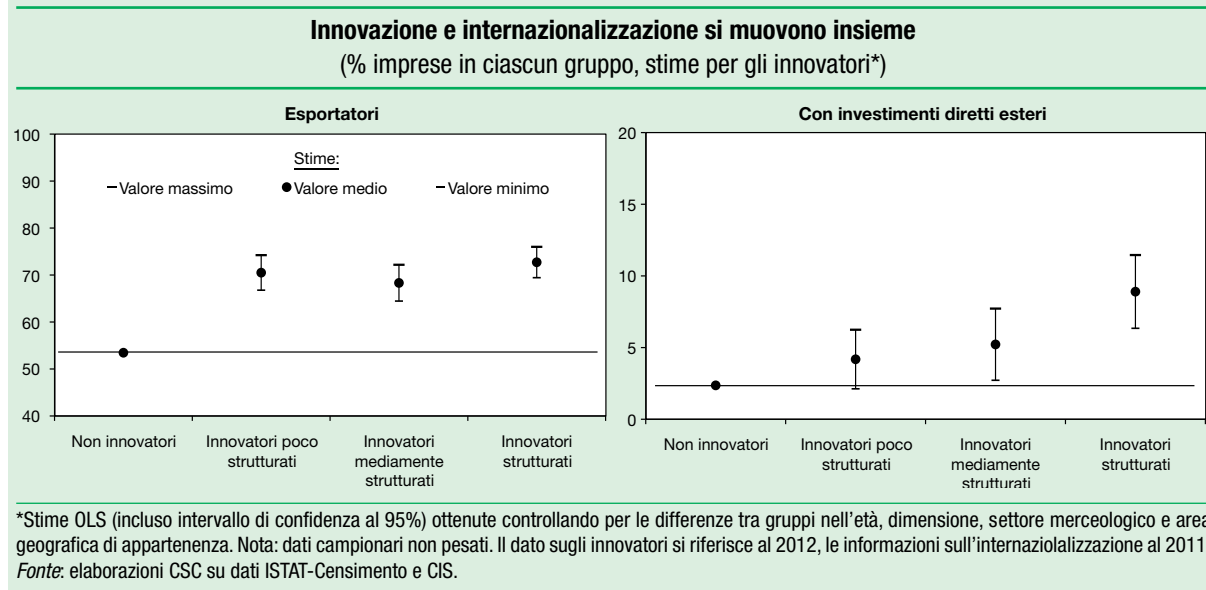 Innovazione e internazionalizzazione si muovono insieme
(% imprese in ciascun gruppo, stime per gli innovatori*)
Esportatori
100
90
80
70
60
50
40
Stime:
Valore massimo
Valore medio
Valore minimo
Non innovatori
Innovatori poco
strutturati
Innovatori
mediamente
strutturati
Innovatori
strutturati
Con investimenti diretti esteri
20
15
10
5
0
Non innovatori
Innovatori poco
strutturati
Innovatori
mediamente
strutturati
Innovatori
strutturati
*Stime OLS (incluso intervallo di confidenza al 95%) ottenute controllando per le differenze tra gruppi nell'età, dimensione, settore merceologico e area
geografica di appartenenza. Nota: dati campionari non pesati. Il dato sugli innovatori si riferisce al 2012, le informazioni sull'internaziolalizzazione al 2011
Fonte: elaborazioni CSC su dati ISTAT-Censimento e CIS.